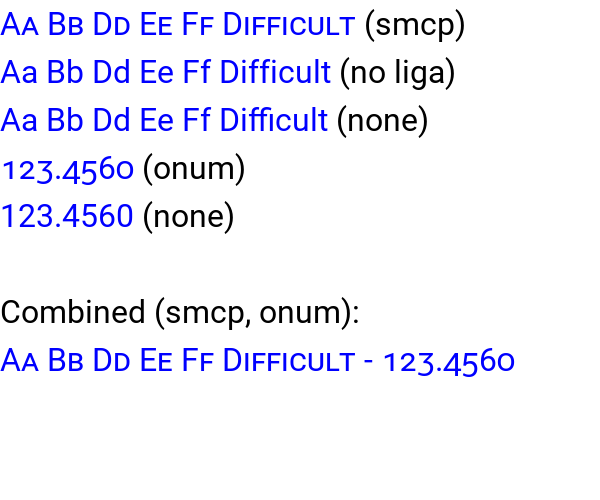 Aa Bb Dd Ee Ff Difficult (smcp)
Aa Bb Dd Ee Ff Difficult (no liga)
Aa Bb Dd Ee Ff Difficult (none)
123.4560 (onum)
123.4560 (none)
Combined (smcp, onum):
Aa Bb Dd Ee Ff Difficult - 123.4560